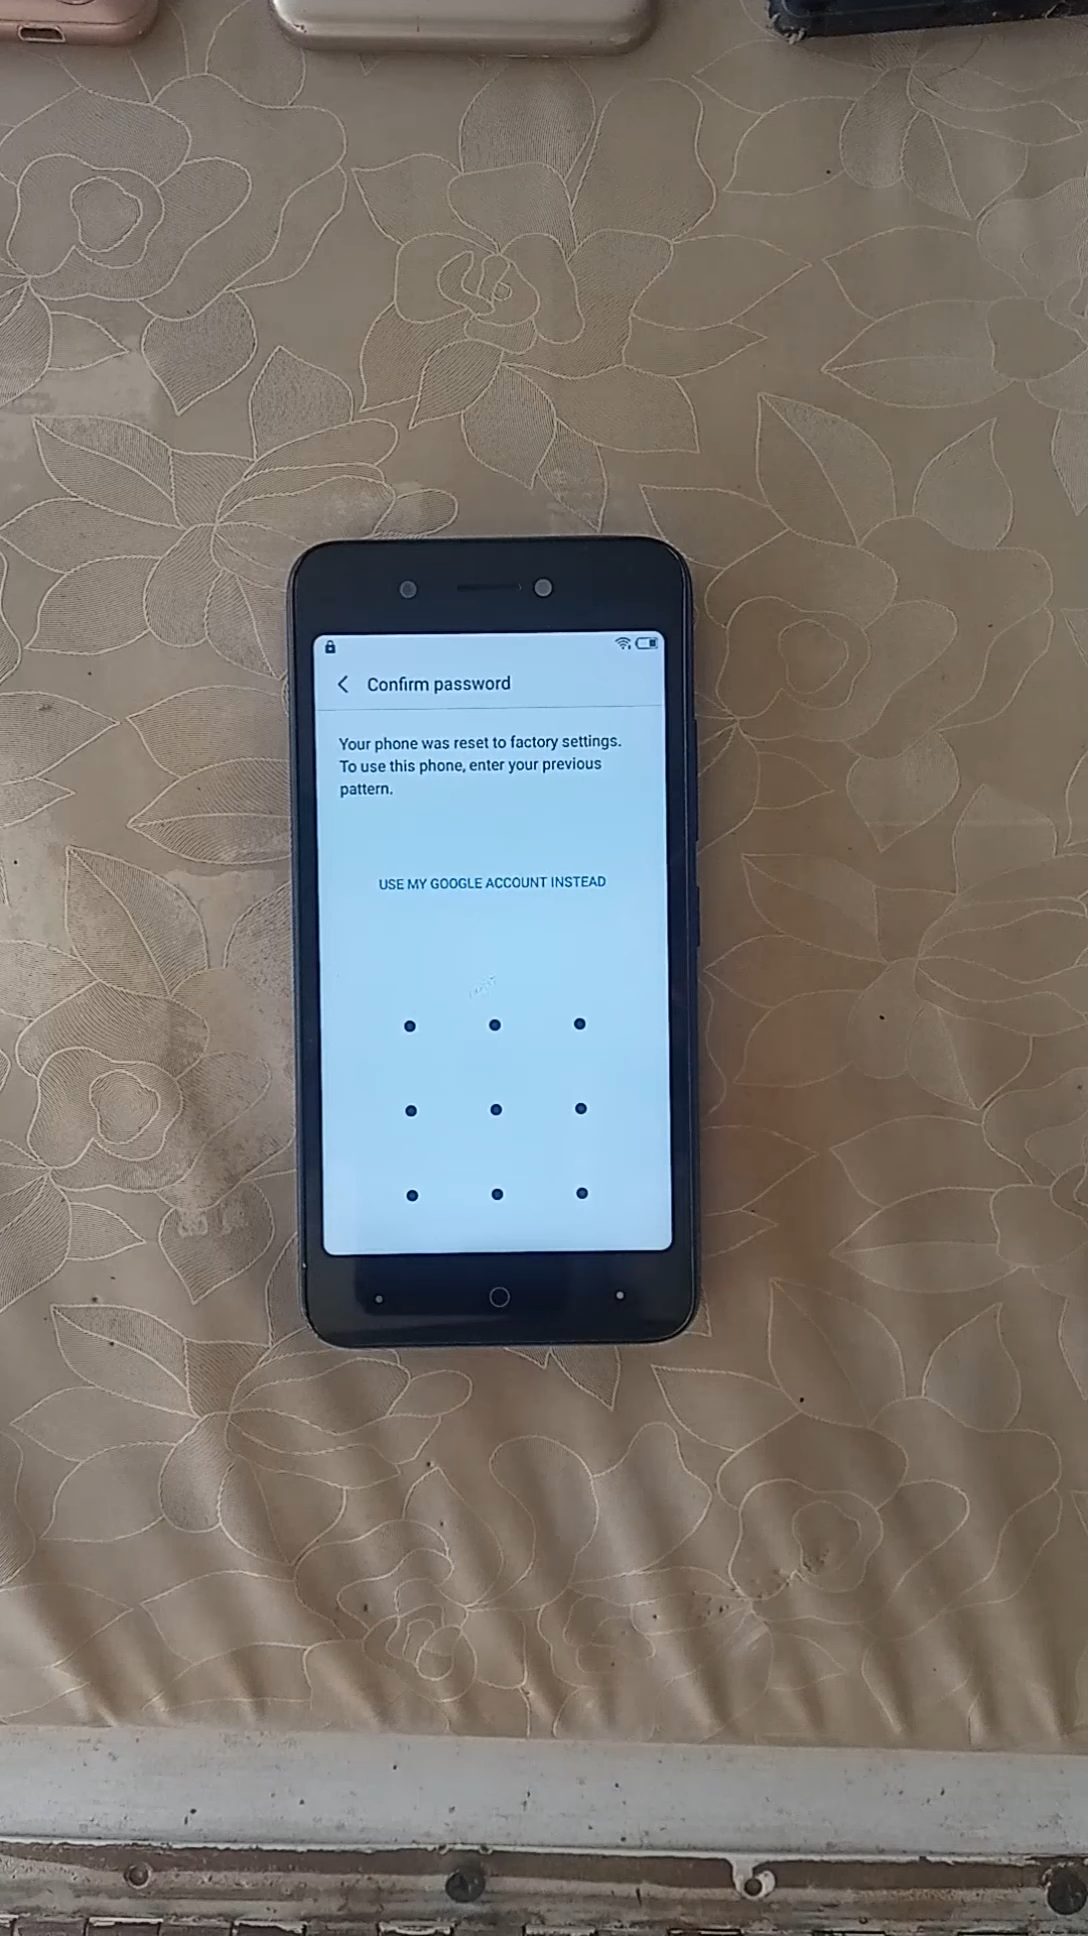 Confirm password
Your phone was reset to factory settings.
To use this phone, enter your previous
pattern.
USE MY GOOGLE ACCOUNT INSTEAD